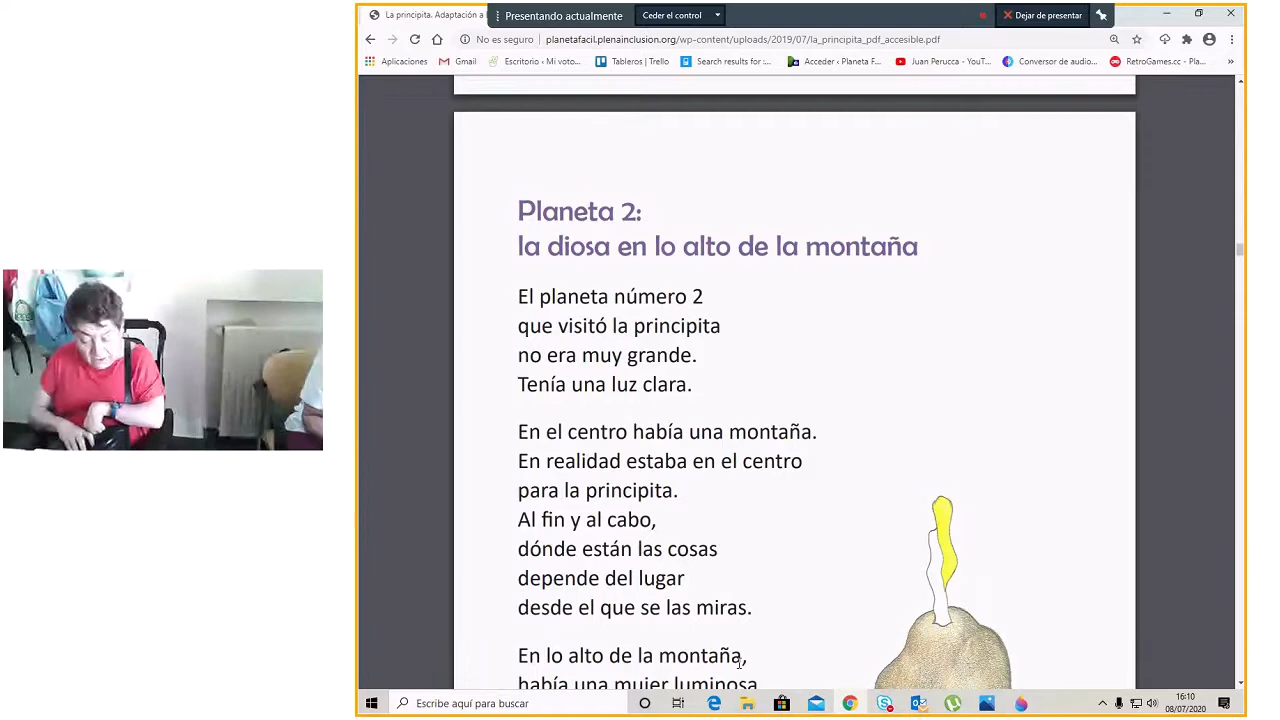 La principita. Adaptación a
Presentando actualmente
Ceder el control
Dejar de presentar
No es seguro
planetafacil.plenainclusion.org/wp-content/uploads/2019/07/la_principita_pdf_accesible.pdf
Aplicaciones
Gmail
Escritorio ‹ Mi voto...
Tableros | Trello
Search results for :...
Acceder ‹ Planeta F...
Juan Perucca - YouT...
Conversor de audio...
RetroGames.cc - Pla...
Planeta 2:
la diosa en lo alto de la montaña
El planeta número 2
que visitó la principita
no era muy grande.
Tenía una luz clara.
En el centro había una montaña.
En realidad estaba en el centro
para la principita.
Al fin y al cabo,
dónde están las cosas
depende del lugar
desde el que se las miras.
En lo alto de la montaña,
había una mujer luminosa
Escribe aquí para buscar
16:10
08/07/2020